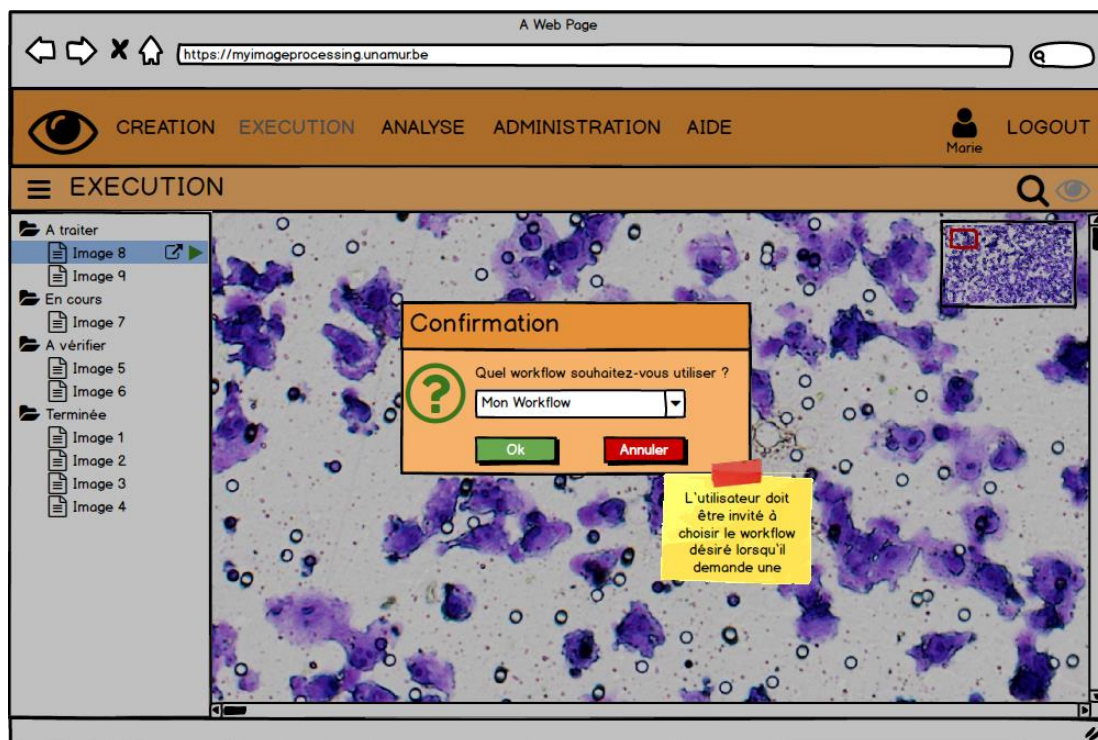 A Web Page
https://myimageprocessing.unamur.be
CREATION EXECUTION ANALYSE ADMINISTRATION AIDE
Marie
LOGOUT
EXECUTION
A traiter
Image 8
Image 9
En cours
Image 7
A vérifier
Image 5
Image 6
Terminée
Image 1
Image 2
Image 3
Image 4
Confirmation
Quel workflow souhaitez-vous utiliser ?
Mon Workflow
Ok Annuler
L'utilisateur doit
être invité à
choisir le workflow
désiré lorsqu'il
demande une